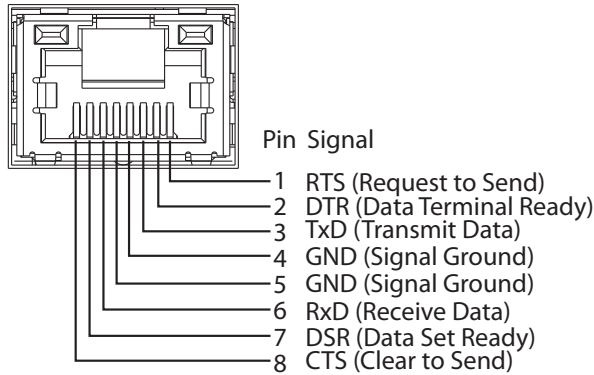 Pin Signal
1 RTS (Request to Send)
2 DTR (Data Terminal Ready)
3 TxD (Transmit Data)
4 GND (Signal Ground)
5 GND (Signal Ground)
6 RxD (Receive Data)
7 DSR (Data Set Ready)
8 CTS (Clear to Send)